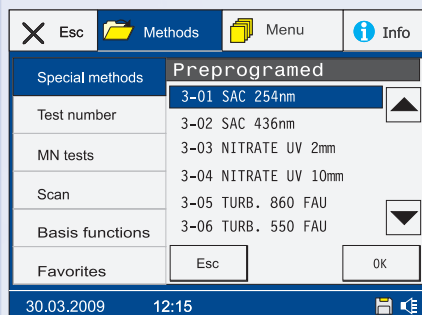 Esc Methods Menu Info
Special methods
Test number
MN tests
Scan
Basis functions
Favorites
Preprogramed
3-01 SAC 254nm
3-02 SAC 436nm
3-03 NITRATE UV 2mm
3-04 NITRATE UV 10mm
3-05 TURB. 860 FAU
3-06 TURB. 550 FAU
Esc OK
30.03.2009 12:15